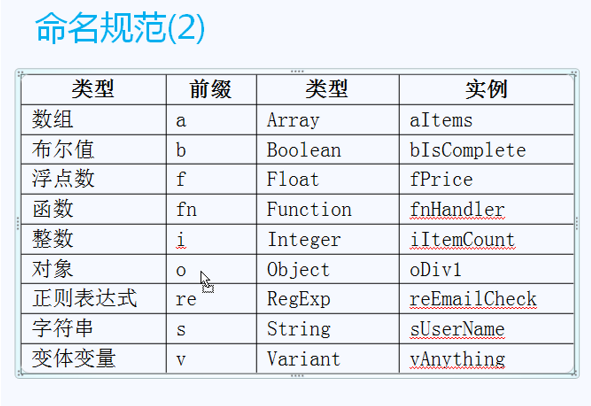 命名规范(2)
类型 前缀 类型 实例
数组 a Array aItems
布尔值 b Boolean bIsComplete
浮点数 f Float fPrice
函数 fn Function fnHandler
整数 i Integer iItemCount
对象 o Object oDiv1
正则表达式 re RegExp reEmailCheck
字符串 s String sUserName
变体变量 v Variant vAnything